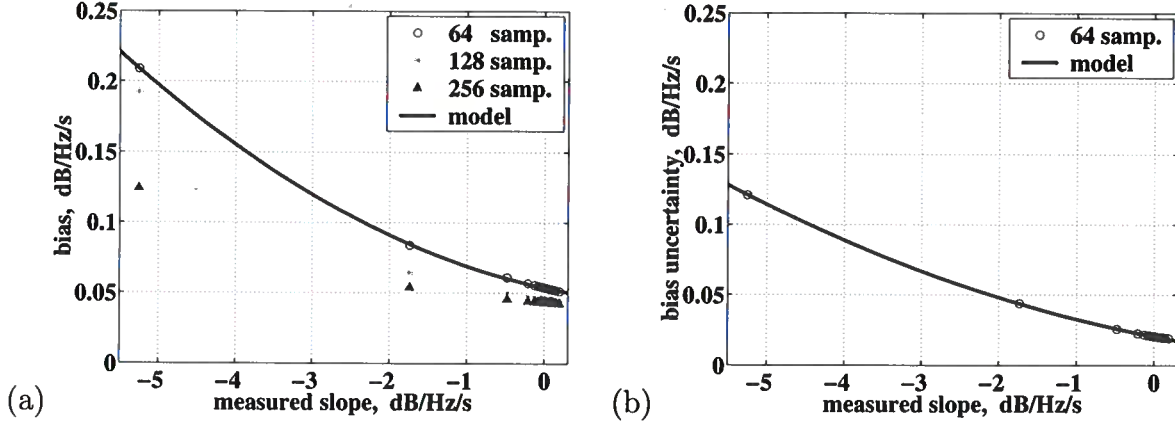 0.25
0.2
0.15
0.1
0.05
0
bias, dB/Hz/s
64 samp.
128 samp.
256 samp.
model
−5 −4 −3 −2 −1 0
measured slope, dB/Hz/s
(a)
0.25
0.2
0.15
0.1
0.05
0
bias uncertainty, dB/Hz/s
64 samp.
model
−5 −4 −3 −2 −1 0
measured slope, dB/Hz/s
(b)